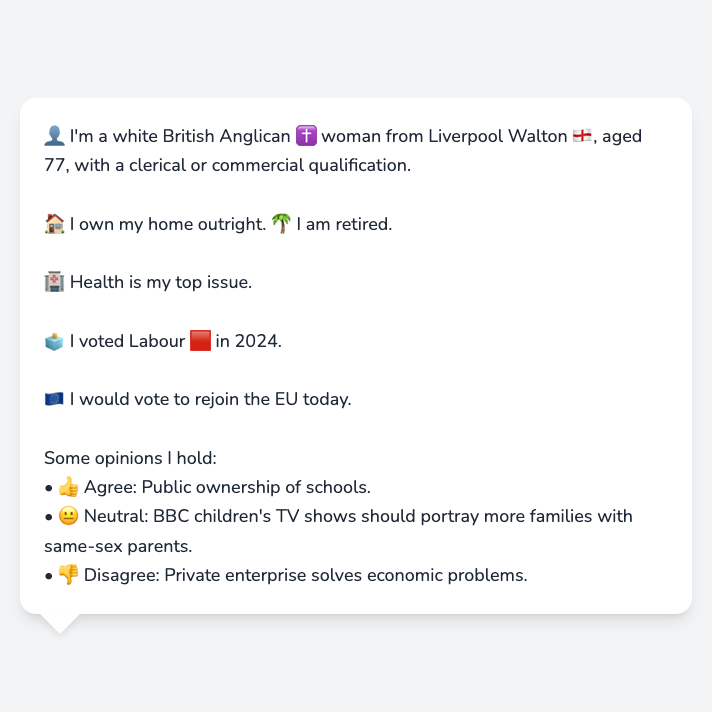 👤 I'm a white British Anglican ✝️ woman from Liverpool Walton 🏴󠁧󠁢󠁥󠁮󠁧󠁿, aged
77, with a clerical or commercial qualification.
🏠 I own my home outright. 🌴 I am retired.
🏥 Health is my top issue.
🗳️ I voted Labour 🟥 in 2024.
🇪🇺 I would vote to rejoin the EU today.
Some opinions I hold:
• 👍 Agree: Public ownership of schools.
• 😐 Neutral: BBC children's TV shows should portray more families with
same-sex parents.
• 👎 Disagree: Private enterprise solves economic problems.